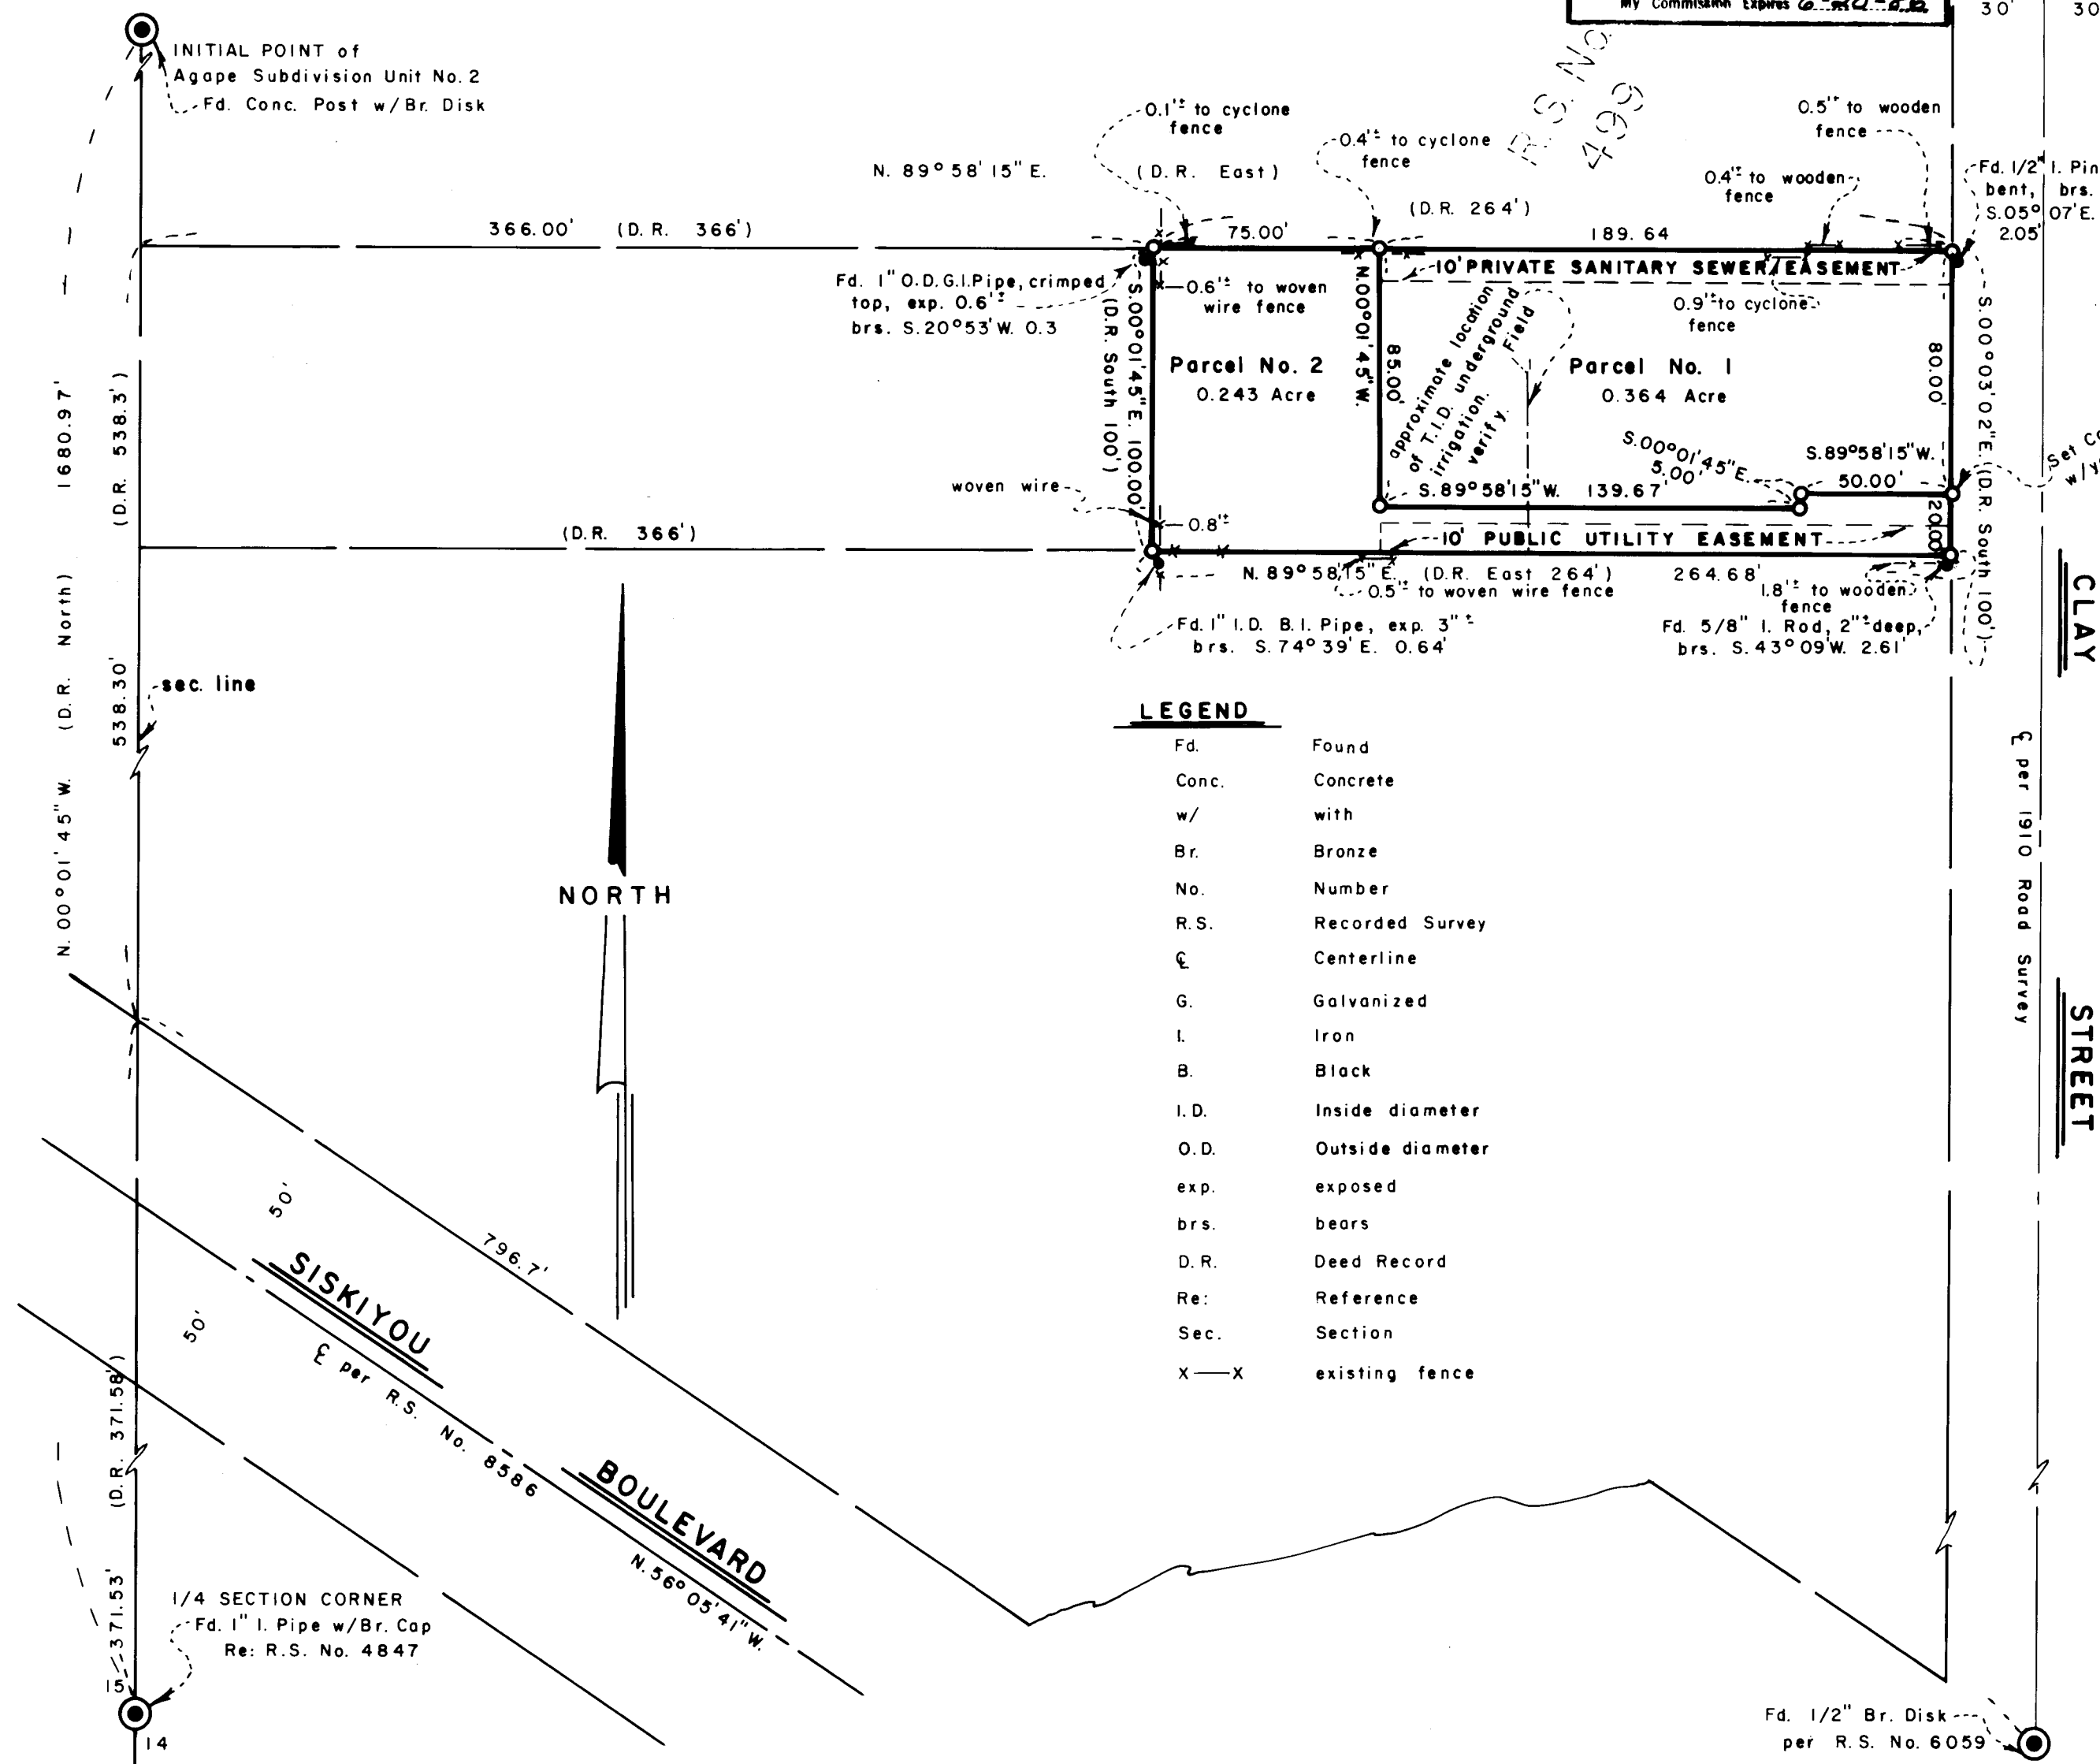 My Commission Expires
30'
INITIAL POINT of
Agape Subdivision Unit No. 2
Fd. Conc. Post w/Br. Disk
R.S. No.
499
0.1'± to cyclone
fence
0.4'± to cyclone
fence
0.5'± to wooden
fence
0.4'± to wooden
fence
Fd. 1/2" I. Pin
bent, brs.
S.05°07'E.
2.05'
N. 89°58'15"E. (D.R. East)
(D.R. 264')
366.00' (D.R. 366')
75.00'
189.64
10' PRIVATE SANITARY SEWER EASEMENT
Fd. 1" O.D.G.I. Pipe, crimped
top, exp. 0.6'±
brs. S.20°53'W. 0.3
0.6'± to woven
wire fence
0.9'± to cyclone
fence
S.00°01'45"E. 100.00'
(D.R. South 100')
N.00°01'45"W.
85.00'
Parcel No. 2
0.243 Acre
approximate location
of T.I.D. underground
irrigation. Field
verify.
Parcel No. 1
0.364 Acre
80.00'
S.00°03'02"E. (D.R. South 100')
S.00°01'45"E.
5.00'
S.89°58'15"W.
50.00'
Set
S.89°58'15"W. 139.67'
20.00'
woven wire
0.8'±
(D.R. 366')
10' PUBLIC UTILITY EASEMENT
N. 89°58'15"E. (D.R. East 264') 264.68'
0.5'± to woven wire fence
1.8'± to wooden
fence
Fd. 1" I.D. B.I. Pipe, exp. 3"±
brs. S.74°39'E. 0.64'
Fd. 5/8" I. Rod, 2"± deep,
brs. S.43°09'W. 2.61'
CLAY
STREET
℄ per 1910 Road Survey
N. 00°01'45"W. (D.R. North) 1680.97'
538.30' (D.R. 538.3')
sec. line
NORTH
LEGEND
Fd. Found
Conc. Concrete
w/ with
Br. Bronze
No. Number
R.S. Recorded Survey
℄ Centerline
G. Galvanized
I. Iron
B. Black
I.D. Inside diameter
O.D. Outside diameter
exp. exposed
brs. bears
D.R. Deed Record
Re: Reference
Sec. Section
X—X existing fence
50'
50'
796.7'
SISKIYOU
BOULEVARD
℄ per R.S. No. 8586
N.56°05'41"W.
371.53' (D.R. 371.58')
1/4 SECTION CORNER
Fd. 1" I. Pipe w/Br. Cap
Re: R.S. No. 4847
15
14
Fd. 1/2" Br. Disk
per R.S. No. 6059